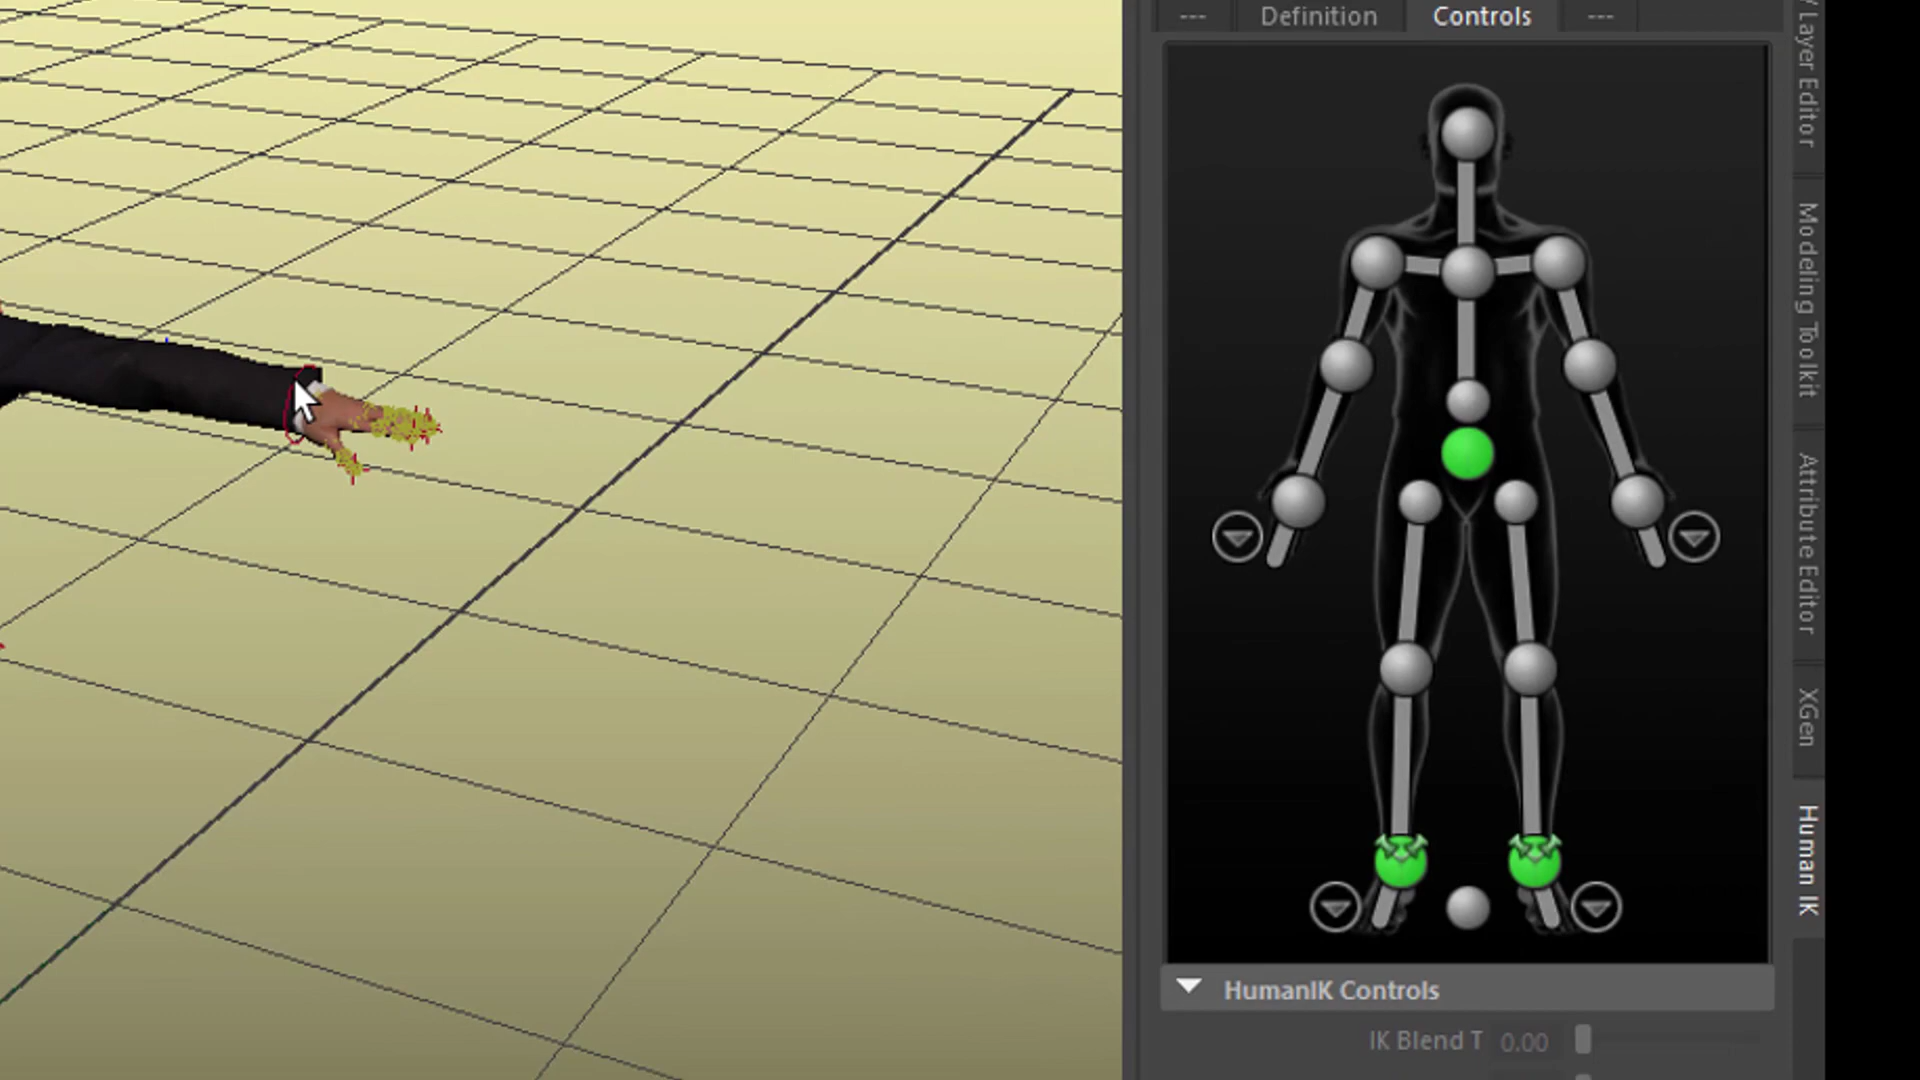 --- Definition Controls ---
Layer Editor
Modeling Toolkit
Attribute Editor
XGen
Human IK
HumanIK Controls
IK Blend T 0.00